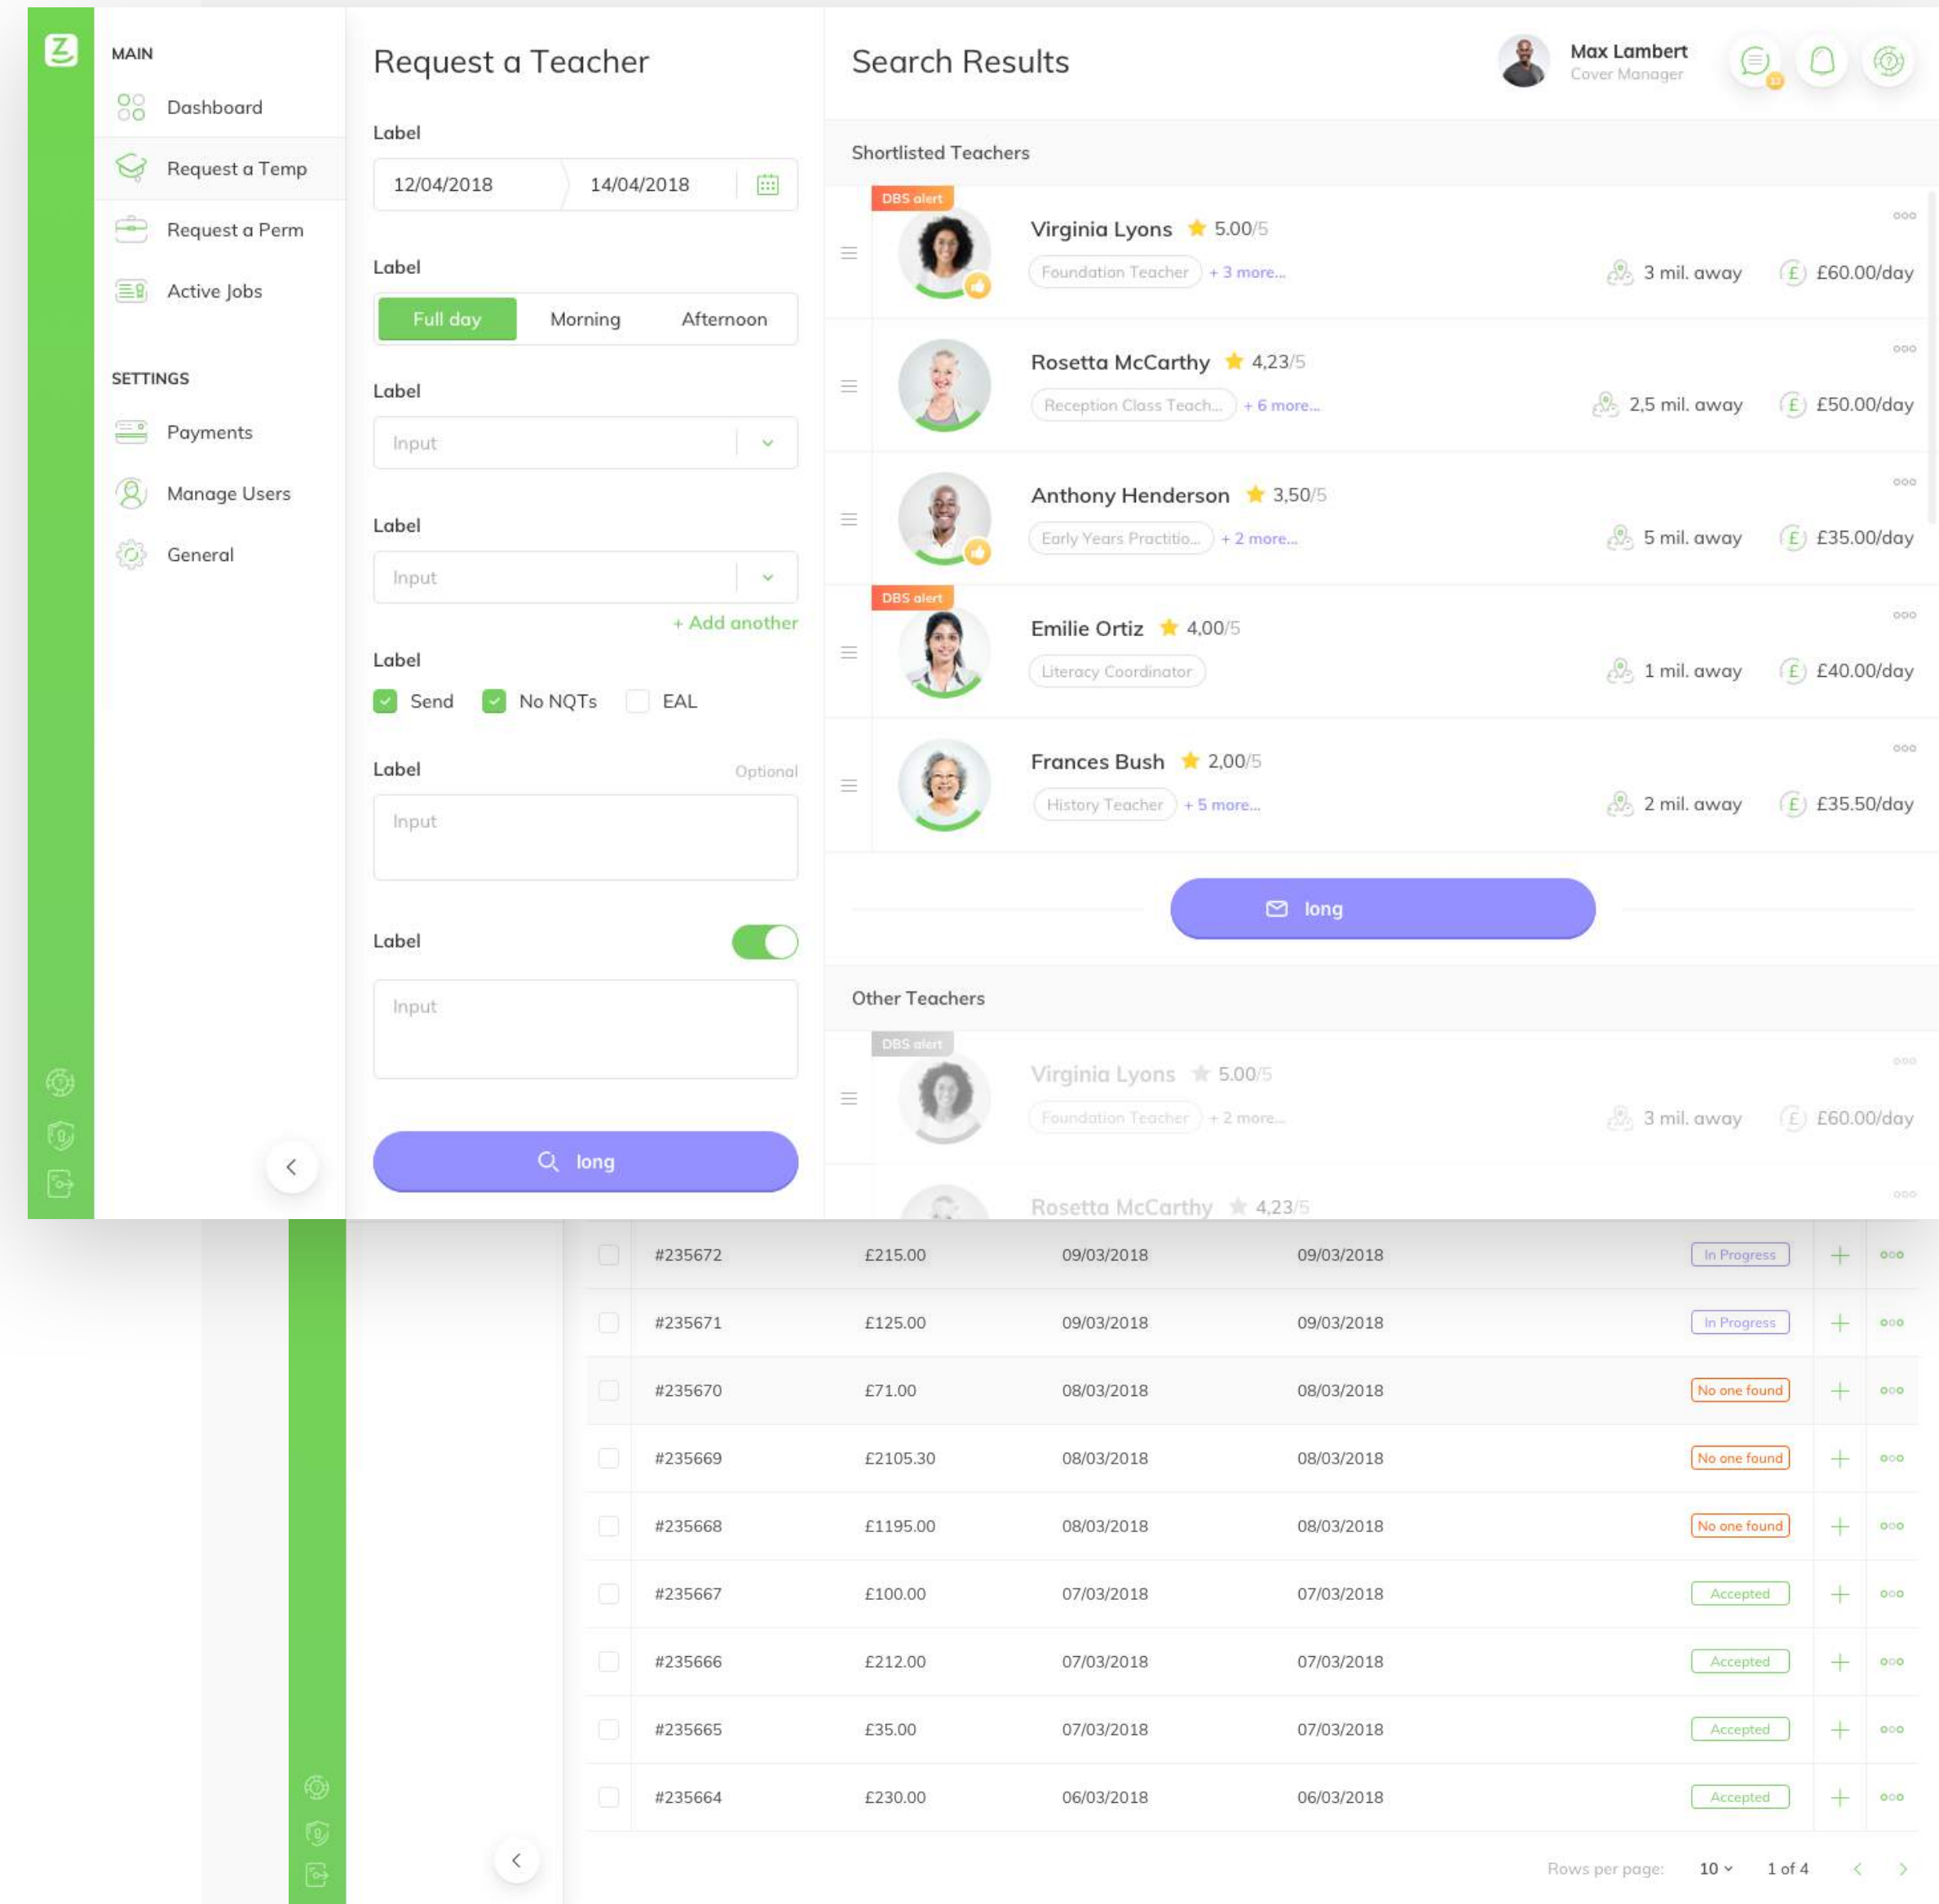 Z
MAIN
Dashboard
Request a Temp
Request a Perm
Active Jobs
SETTINGS
Payments
Manage Users
General
Request a Teacher
Label
12/04/2018 14/04/2018
Label
Full day Morning Afternoon
Label
Input
Label
Input
+ Add another
Label
Send No NQTs EAL
Label Optional
Input
Label
Input
long
Search Results
Max Lambert
Cover Manager
Shortlisted Teachers
DBS alert
Virginia Lyons 5.00/5
Foundation Teacher + 3 more...
3 mil. away £ £60.00/day
Rosetta McCarthy 4,23/5
Reception Class Teach... + 6 more...
2,5 mil. away £ £50.00/day
Anthony Henderson 3,50/5
Early Years Practitio... + 2 more...
5 mil. away £ £35.00/day
DBS alert
Emilie Ortiz 4,00/5
Literacy Coordinator
1 mil. away £ £40.00/day
Frances Bush 2,00/5
History Teacher + 5 more...
2 mil. away £ £35.50/day
long
Other Teachers
DBS alert
Virginia Lyons 5.00/5
Foundation Teacher + 2 more...
3 mil. away £ £60.00/day
Rosetta McCarthy 4,23/5
#235672 £215.00 09/03/2018 09/03/2018 In Progress
#235671 £125.00 09/03/2018 09/03/2018 In Progress
#235670 £71.00 08/03/2018 08/03/2018 No one found
#235669 £2105.30 08/03/2018 08/03/2018 No one found
#235668 £1195.00 08/03/2018 08/03/2018 No one found
#235667 £100.00 07/03/2018 07/03/2018 Accepted
#235666 £212.00 07/03/2018 07/03/2018 Accepted
#235665 £35.00 07/03/2018 07/03/2018 Accepted
#235664 £230.00 06/03/2018 06/03/2018 Accepted
Rows per page: 10 1 of 4